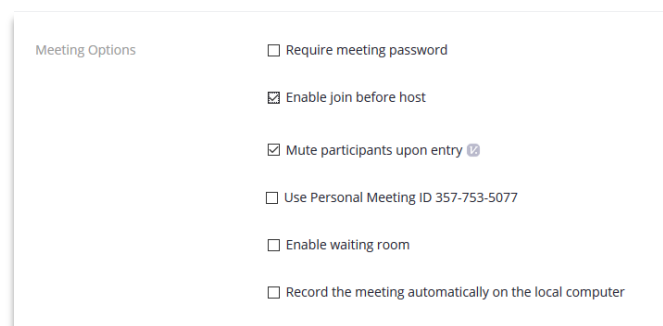 Meeting Options
Require meeting password
Enable join before host
Mute participants upon entry
Use Personal Meeting ID 357-753-5077
Enable waiting room
Record the meeting automatically on the local computer